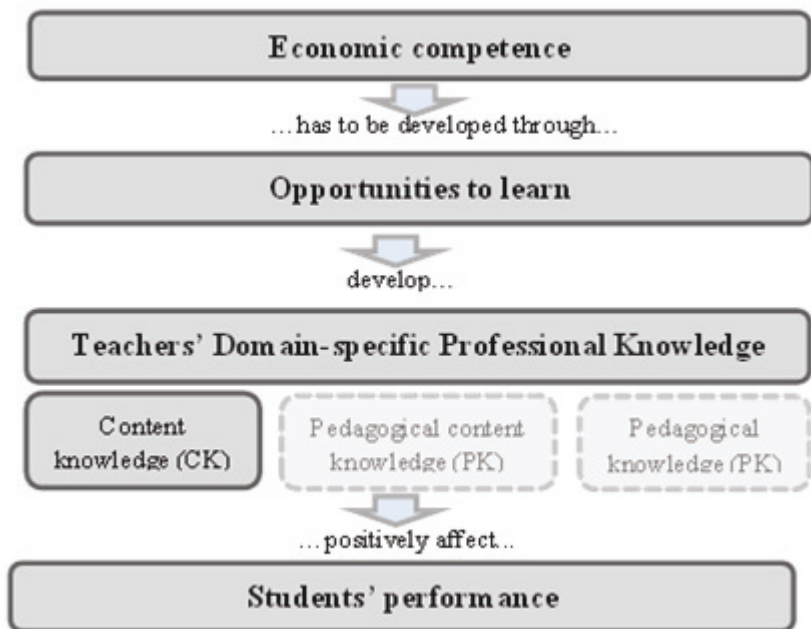 Economic competence
...has to be developed through...
Opportunities to learn
develop...
Teachers' Domain-specific Professional Knowledge
Content
knowledge (CK)
Pedagogical content
knowledge (PK)
Pedagogical
knowledge (PK)
...positively affect...
Students' performance